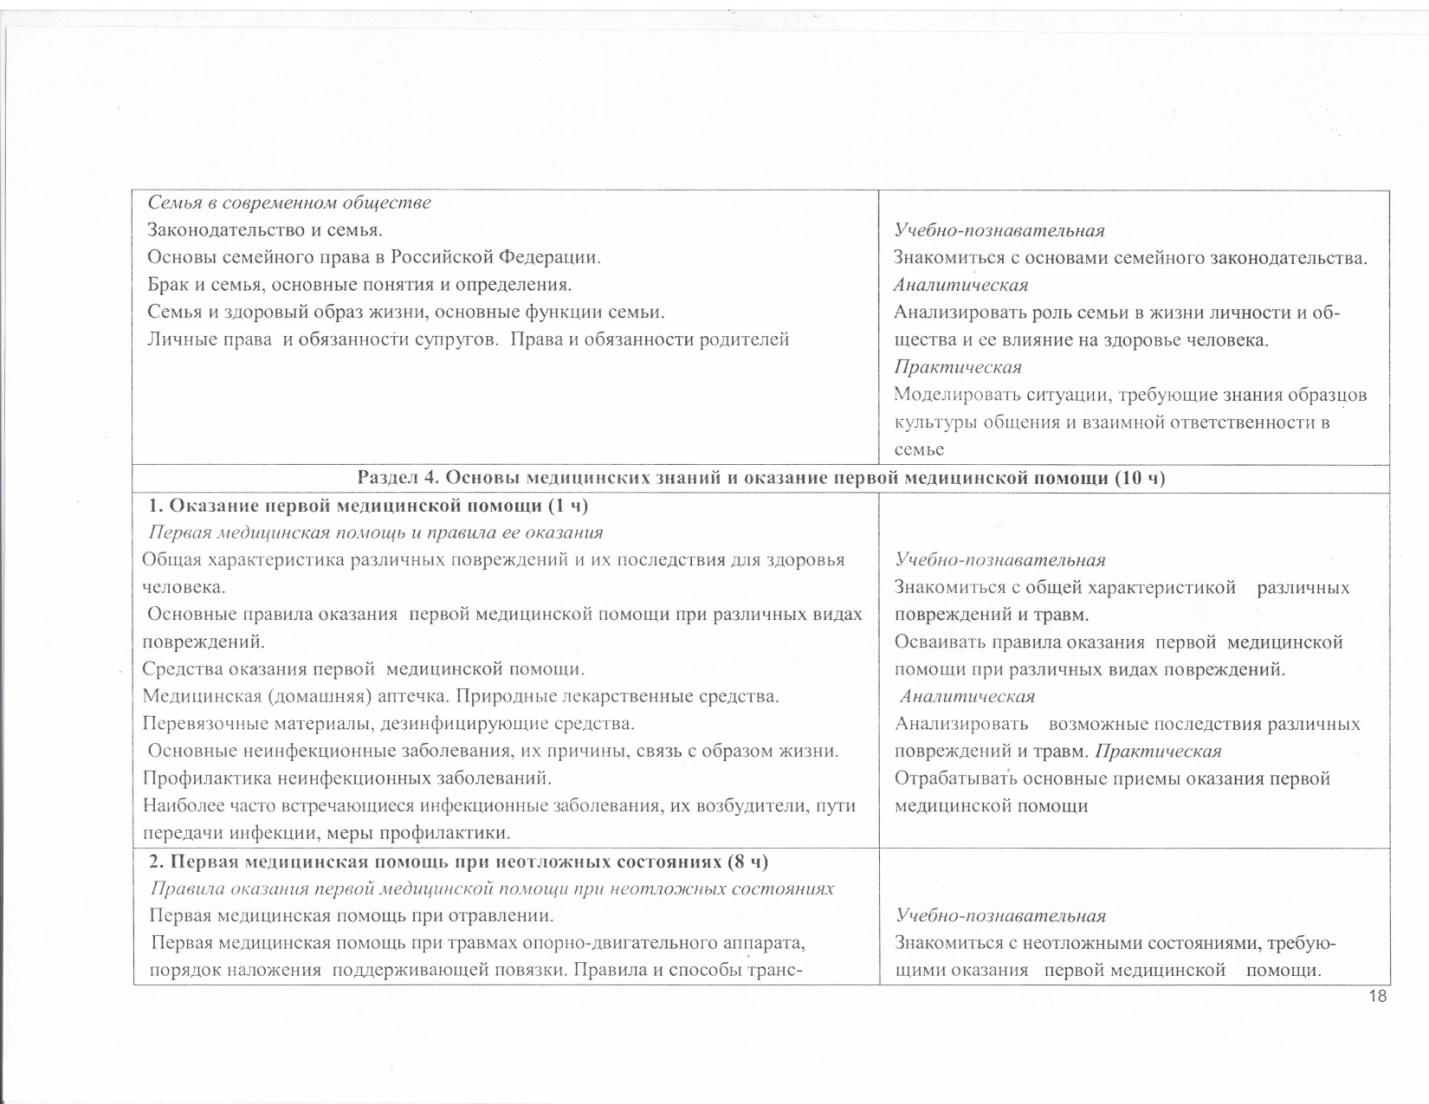 Семья в современном обществе
Законодательство и семья.
Основы семейного права в Российской Федерации.
Брак и семья, основные понятия и определения.
Семья и здоровый образ жизни, основные функции семьи.
Личные права и обязанности супругов. Права и обязанности родителей
Учебно-познавательная
Знакомиться с основами семейного законодательства.
Аналитическая
Анализировать роль семьи в жизни личности и об-
щества и ее влияние на здоровье человека.
Практическая
Моделировать ситуации, требующие знания образцов
культуры общения и взаимной ответственности в
семье
Раздел 4. Основы медицинских знаний и оказание первой медицинской помощи (10 ч)
1. Оказание первой медицинской помощи (1 ч)
Первая медицинская помощь и правила ее оказания
Общая характеристика различных повреждений и их последствия для здоровья
человека.
Основные правила оказания первой медицинской помощи при различных видах
повреждений.
Средства оказания первой медицинской помощи.
Медицинская (домашняя) аптечка. Природные лекарственные средства.
Перевязочные материалы, дезинфицирующие средства.
Основные неинфекционные заболевания, их причины, связь с образом жизни.
Профилактика неинфекционных заболеваний.
Наиболее часто встречающиеся инфекционные заболевания, их возбудители, пути
передачи инфекции, меры профилактики.
Учебно-познавательная
Знакомиться с общей характеристикой различных
повреждений и травм.
Осваивать правила оказания первой медицинской
помощи при различных видах повреждений.
Аналитическая
Анализировать возможные последствия различных
повреждений и травм. Практическая
Отрабатывать основные приемы оказания первой
медицинской помощи
2. Первая медицинская помощь при неотложных состояниях (8 ч)
Правила оказания первой медицинской помощи при неотложных состояниях
Первая медицинская помощь при отравлении.
Первая медицинская помощь при травмах опорно-двигательного аппарата,
порядок наложения поддерживающей повязки. Правила и способы транс-
Учебно-познавательная
Знакомиться с неотложными состояниями, требую-
щими оказания первой медицинской помощи.
18